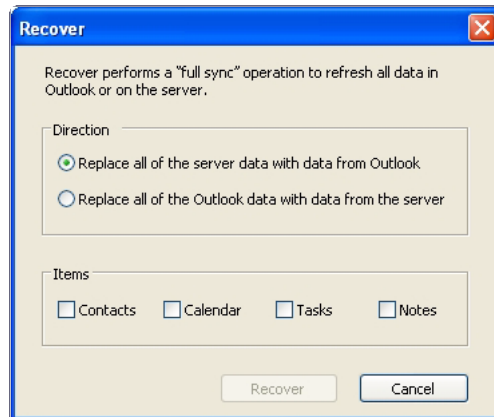 Recover
Recover performs a "full sync" operation to refresh all data in
Outlook or on the server.
Direction
Replace all of the server data with data from Outlook
Replace all of the Outlook data with data from the server
Items
Contacts Calendar Tasks Notes
Recover Cancel